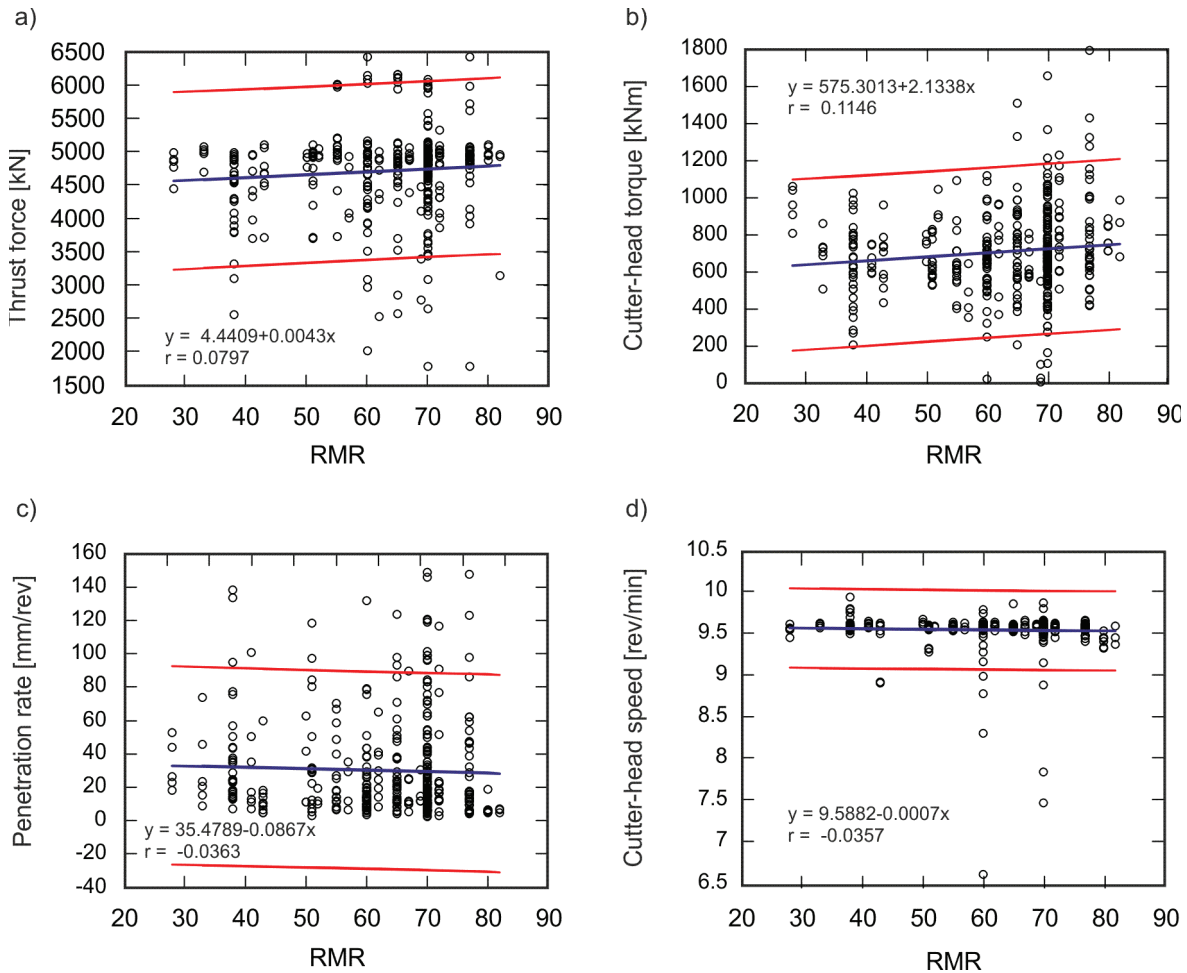 a)
Thrust force [kN]
6500
6000
5500
5000
4500
4000
3500
3000
2500
2000
1500
y = 4.4409+0.0043x
r = 0.0797
20 30 40 50 60 70 80 90
RMR
b)
Cutter-head torque [kNm]
1800
1600
1400
1200
1000
800
600
400
200
0
y = 575.3013+2.1338x
r = 0.1146
20 30 40 50 60 70 80 90
RMR
c)
Penetration rate [mm/rev]
160
140
120
100
80
60
40
20
0
-20
-40
y = 35.4789-0.0867x
r = -0.0363
20 30 40 50 60 70 80 90
RMR
d)
Cutter-head speed [rev/min]
10.5
10
9.5
9
8.5
8
7.5
7
6.5
y = 9.5882-0.0007x
r = -0.0357
20 30 40 50 60 70 80 90
RMR